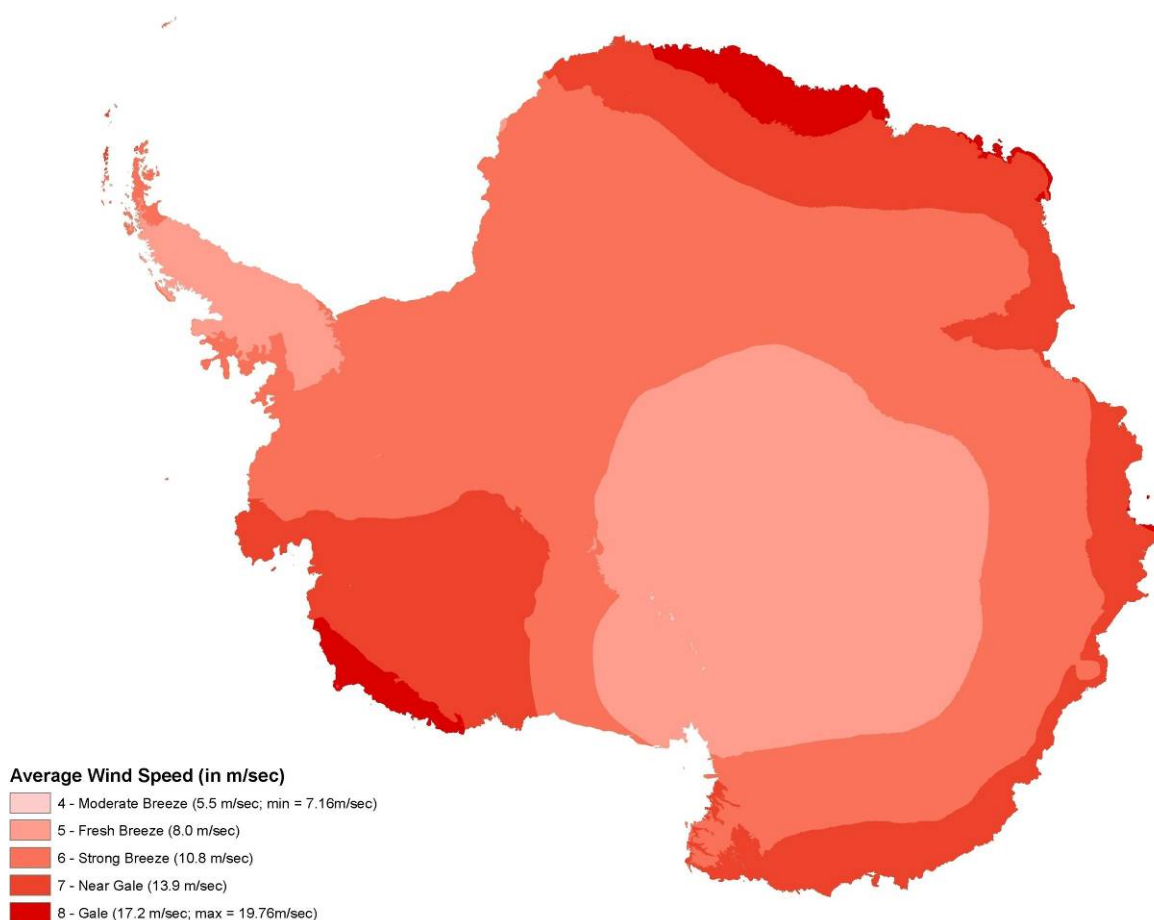 Average Wind Speed (in m/sec)
4 - Moderate Breeze (5.5 m/sec; min = 7.16m/sec)
5 - Fresh Breeze (8.0 m/sec)
6 - Strong Breeze (10.8 m/sec)
7 - Near Gale (13.9 m/sec)
8 - Gale (17.2 m/sec; max = 19.76m/sec)